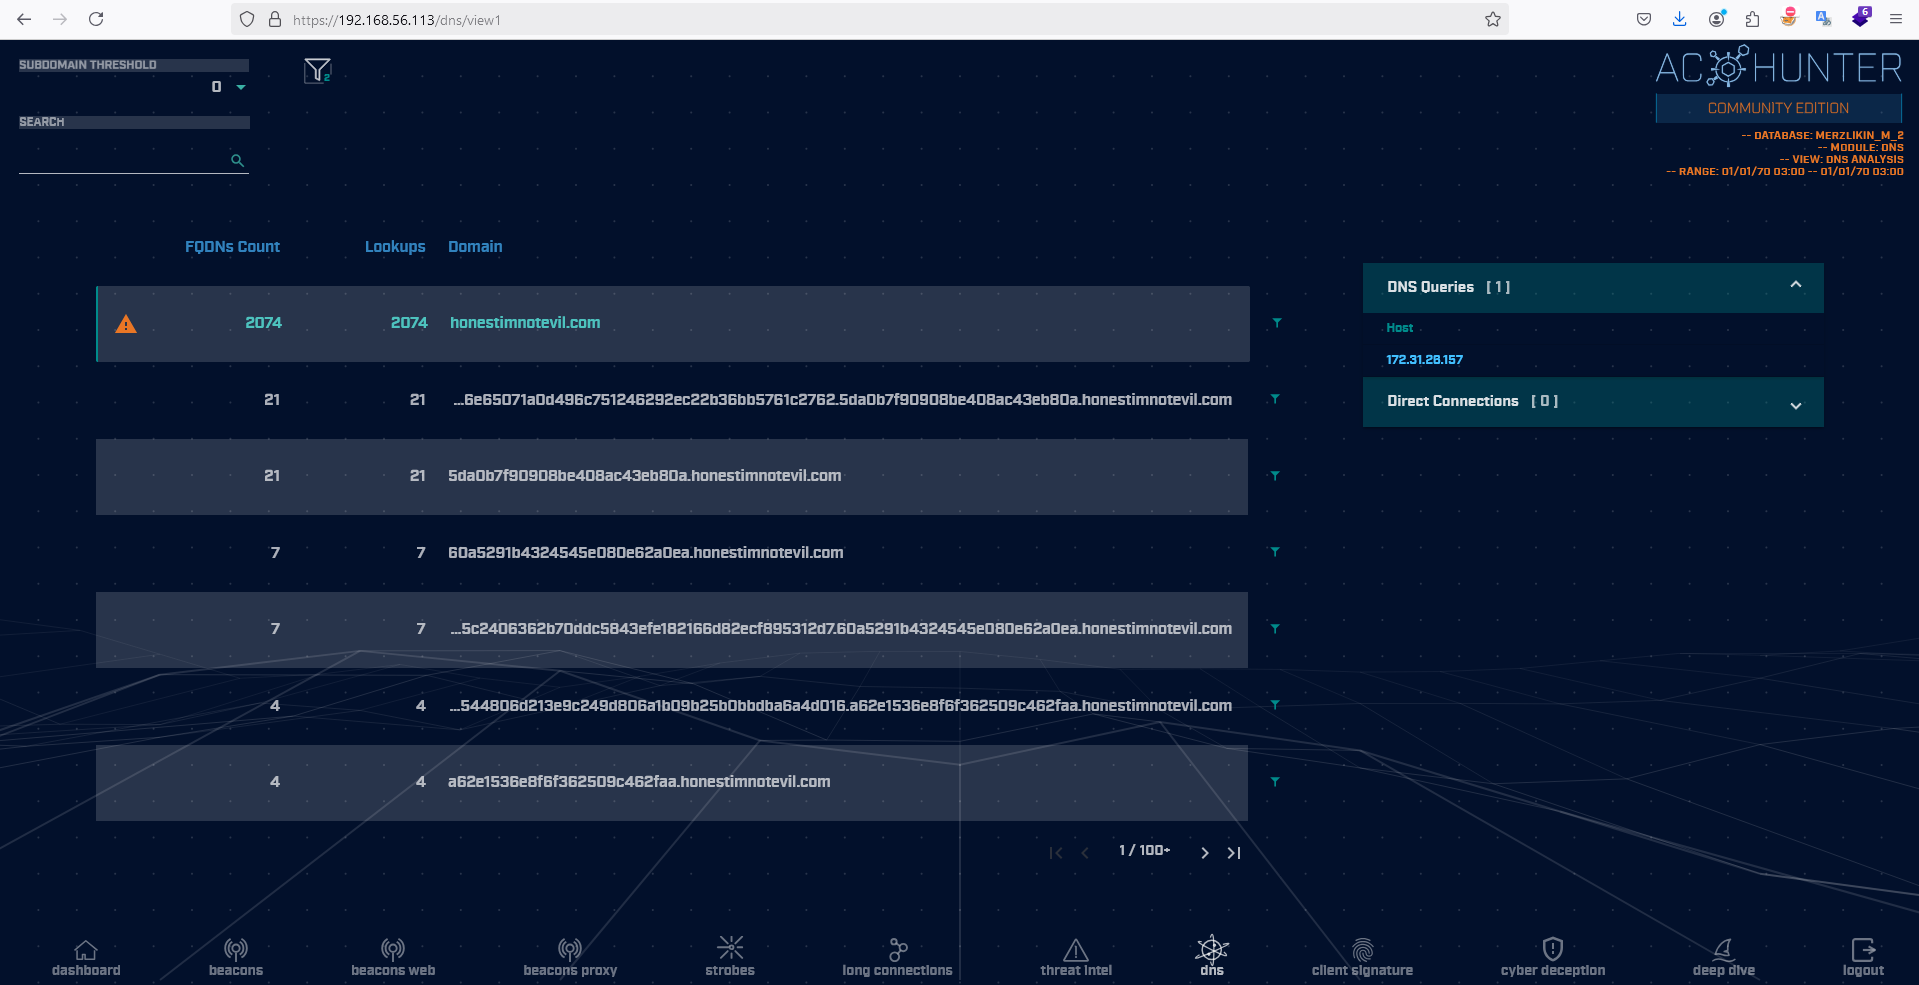 https://192.168.56.113/dns/view1
6
SUBDOMAIN THRESHOLD
0
2
SEARCH
AC HUNTER
COMMUNITY EDITION
-- DATABASE: MERZLIKIN_M_2
-- MODULE: DNS
-- VIEW: DNS ANALYSIS
-- RANGE: 01/01/70 03:00 -- 01/01/70 03:00
FQDNs Count Lookups Domain
2074 2074 honestimnotevil.com
21 21 ...6e65071a0d496c751246292ec22b36bb5761c2762.5da0b7f90908be408ac43eb80a.honestimnotevil.com
21 21 5da0b7f90908be408ac43eb80a.honestimnotevil.com
7 7 60a5291b4324545e080e62a0ea.honestimnotevil.com
7 7 ...5c2406362b70ddc5843efe182166d82ecf895312d7.60a5291b4324545e080e62a0ea.honestimnotevil.com
4 4 ...544806d213e9c249d806a1b09b25b0bbdba6a4d016.a62e1536e8f6f362509c462faa.honestimnotevil.com
4 4 a62e1536e8f6f362509c462faa.honestimnotevil.com
1 / 100+
DNS Queries [ 1 ]
Host
172.31.28.157
Direct Connections [ 0 ]
dashboard beacons beacons web beacons proxy strobes long connections threat intel dns client signature cyber deception deep dive logout